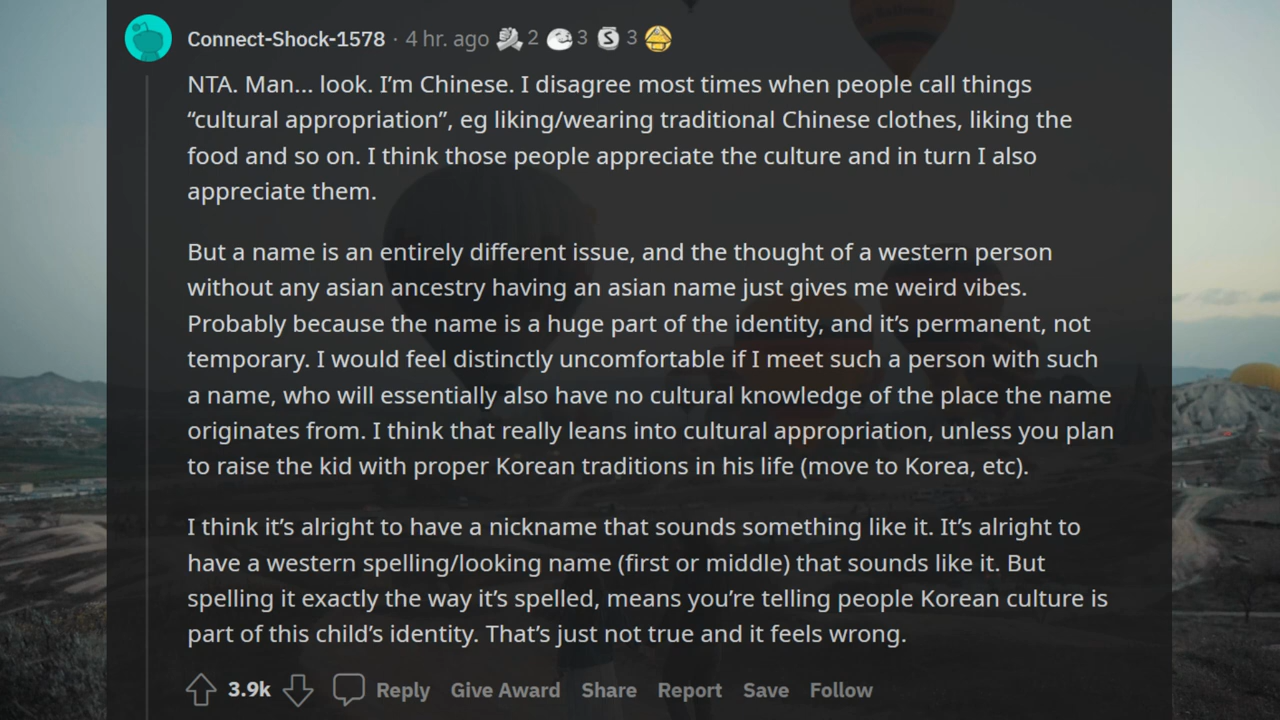 Connect-Shock-1578 · 4 hr. ago 2 3 S 3
NTA. Man... look. I’m Chinese. I disagree most times when people call things
“cultural appropriation”, eg liking/wearing traditional Chinese clothes, liking the
food and so on. I think those people appreciate the culture and in turn I also
appreciate them.
But a name is an entirely different issue, and the thought of a western person
without any asian ancestry having an asian name just gives me weird vibes.
Probably because the name is a huge part of the identity, and it’s permanent, not
temporary. I would feel distinctly uncomfortable if I meet such a person with such
a name, who will essentially also have no cultural knowledge of the place the name
originates from. I think that really leans into cultural appropriation, unless you plan
to raise the kid with proper Korean traditions in his life (move to Korea, etc).
I think it’s alright to have a nickname that sounds something like it. It’s alright to
have a western spelling/looking name (first or middle) that sounds like it. But
spelling it exactly the way it’s spelled, means you’re telling people Korean culture is
part of this child’s identity. That’s just not true and it feels wrong.
3.9k Reply Give Award Share Report Save Follow